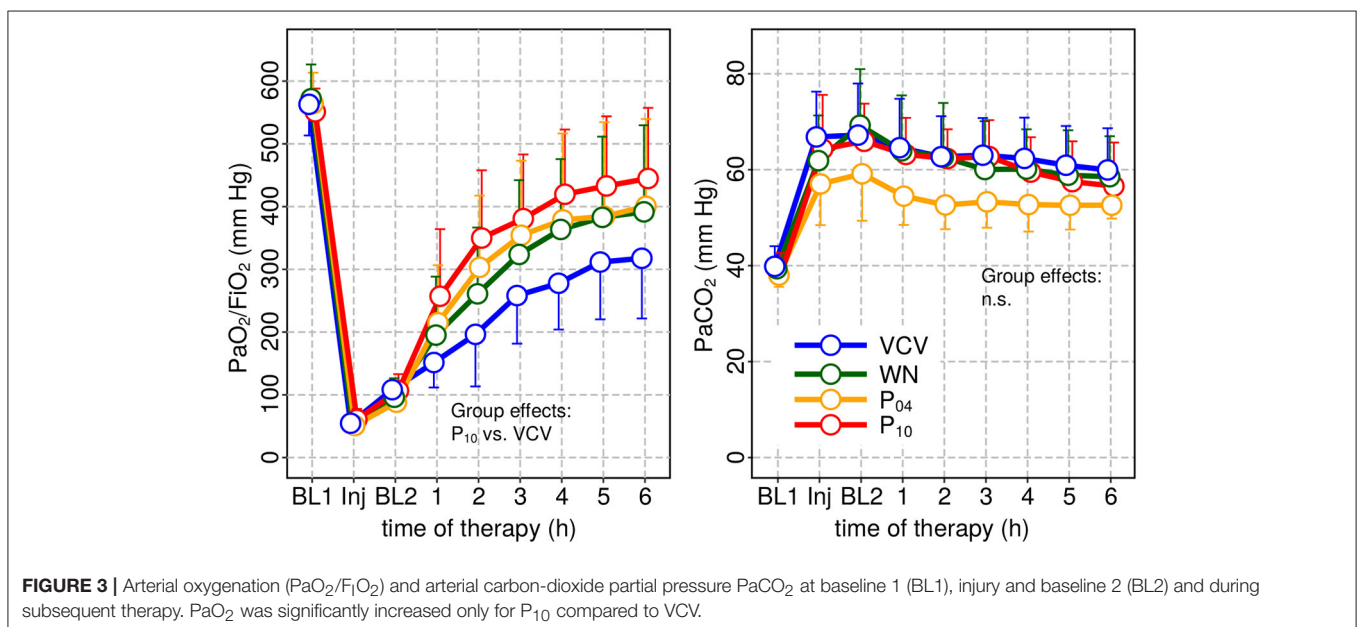 PaO₂/FiO₂ (mm Hg)
0 100 200 300 400 500 600
Group effects:
P₁₀ vs. VCV
BL1 Inj BL2 1 2 3 4 5 6
time of therapy (h)
PaCO₂ (mm Hg)
0 20 40 60 80
Group effects:
n.s.
VCV
WN
P₀₄
P₁₀
BL1 Inj BL2 1 2 3 4 5 6
time of therapy (h)
FIGURE 3 | Arterial oxygenation (PaO₂/FIO₂) and arterial carbon-dioxide partial pressure PaCO₂ at baseline 1 (BL1), injury and baseline 2 (BL2) and during
subsequent therapy. PaO₂ was significantly increased only for P₁₀ compared to VCV.